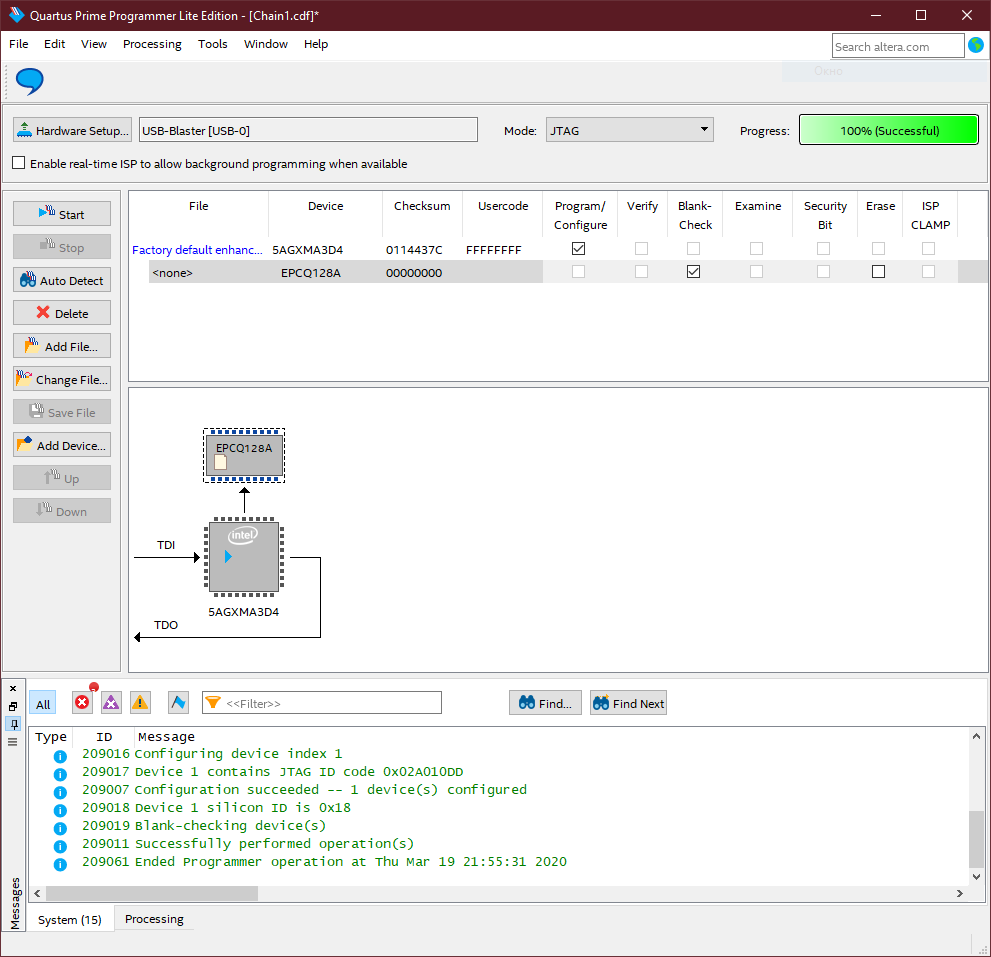 Quartus Prime Programmer Lite Edition - [Chain1.cdf]*
File Edit View Processing Tools Window Help
Search altera.com
Окно
Hardware Setup... USB-Blaster [USB-0] Mode: JTAG Progress: 100% (Successful)
Enable real-time ISP to allow background programming when available
Start
Stop
Auto Detect
Delete
Add File...
Change File...
Save File
Add Device...
Up
Down
File Device Checksum Usercode Program/ Verify Blank- Examine Security Erase ISP
Configure Check Bit CLAMP
Factory default enhanc... 5AGXMA3D4 0114437C FFFFFFFF
<none> EPCQ128A 00000000
EPCQ128A
intel
TDI
5AGXMA3D4
TDO
All <<Filter>> Find... Find Next
Type ID Message
209016 Configuring device index 1
209017 Device 1 contains JTAG ID code 0x02A010DD
209007 Configuration succeeded -- 1 device(s) configured
209018 Device 1 silicon ID is 0x18
209019 Blank-checking device(s)
209011 Successfully performed operation(s)
209061 Ended Programmer operation at Thu Mar 19 21:55:31 2020
Messages
System (15) Processing